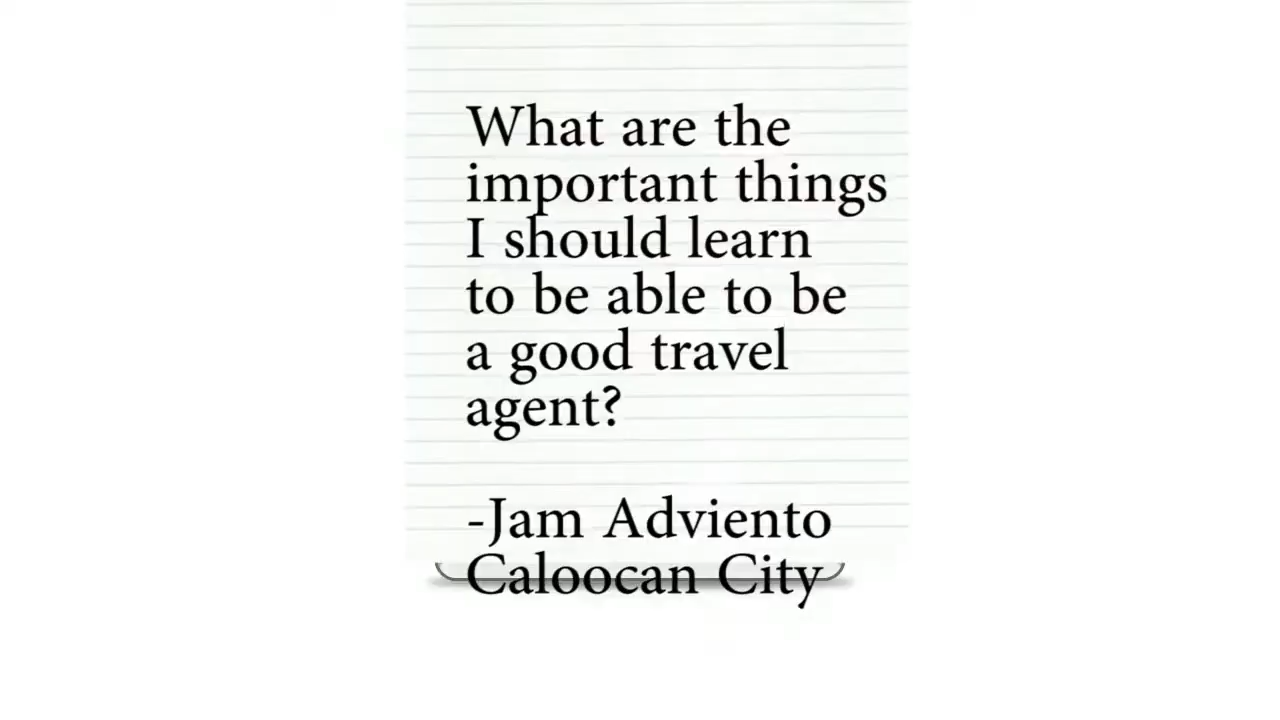 What are the
important things
I should learn
to be able to be
a good travel
agent?
-Jam Adviento
Caloocan City